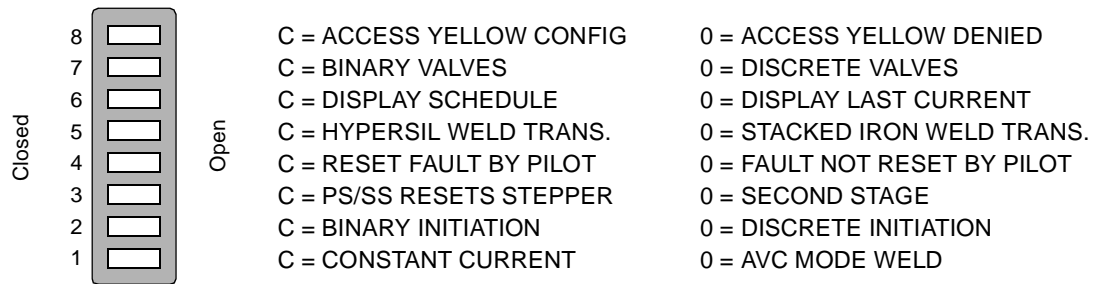 8 C = ACCESS YELLOW CONFIG 0 = ACCESS YELLOW DENIED
7 C = BINARY VALVES 0 = DISCRETE VALVES
6 C = DISPLAY SCHEDULE 0 = DISPLAY LAST CURRENT
Closed 5 Open C = HYPERSIL WELD TRANS. 0 = STACKED IRON WELD TRANS.
4 C = RESET FAULT BY PILOT 0 = FAULT NOT RESET BY PILOT
3 C = PS/SS RESETS STEPPER 0 = SECOND STAGE
2 C = BINARY INITIATION 0 = DISCRETE INITIATION
1 C = CONSTANT CURRENT 0 = AVC MODE WELD